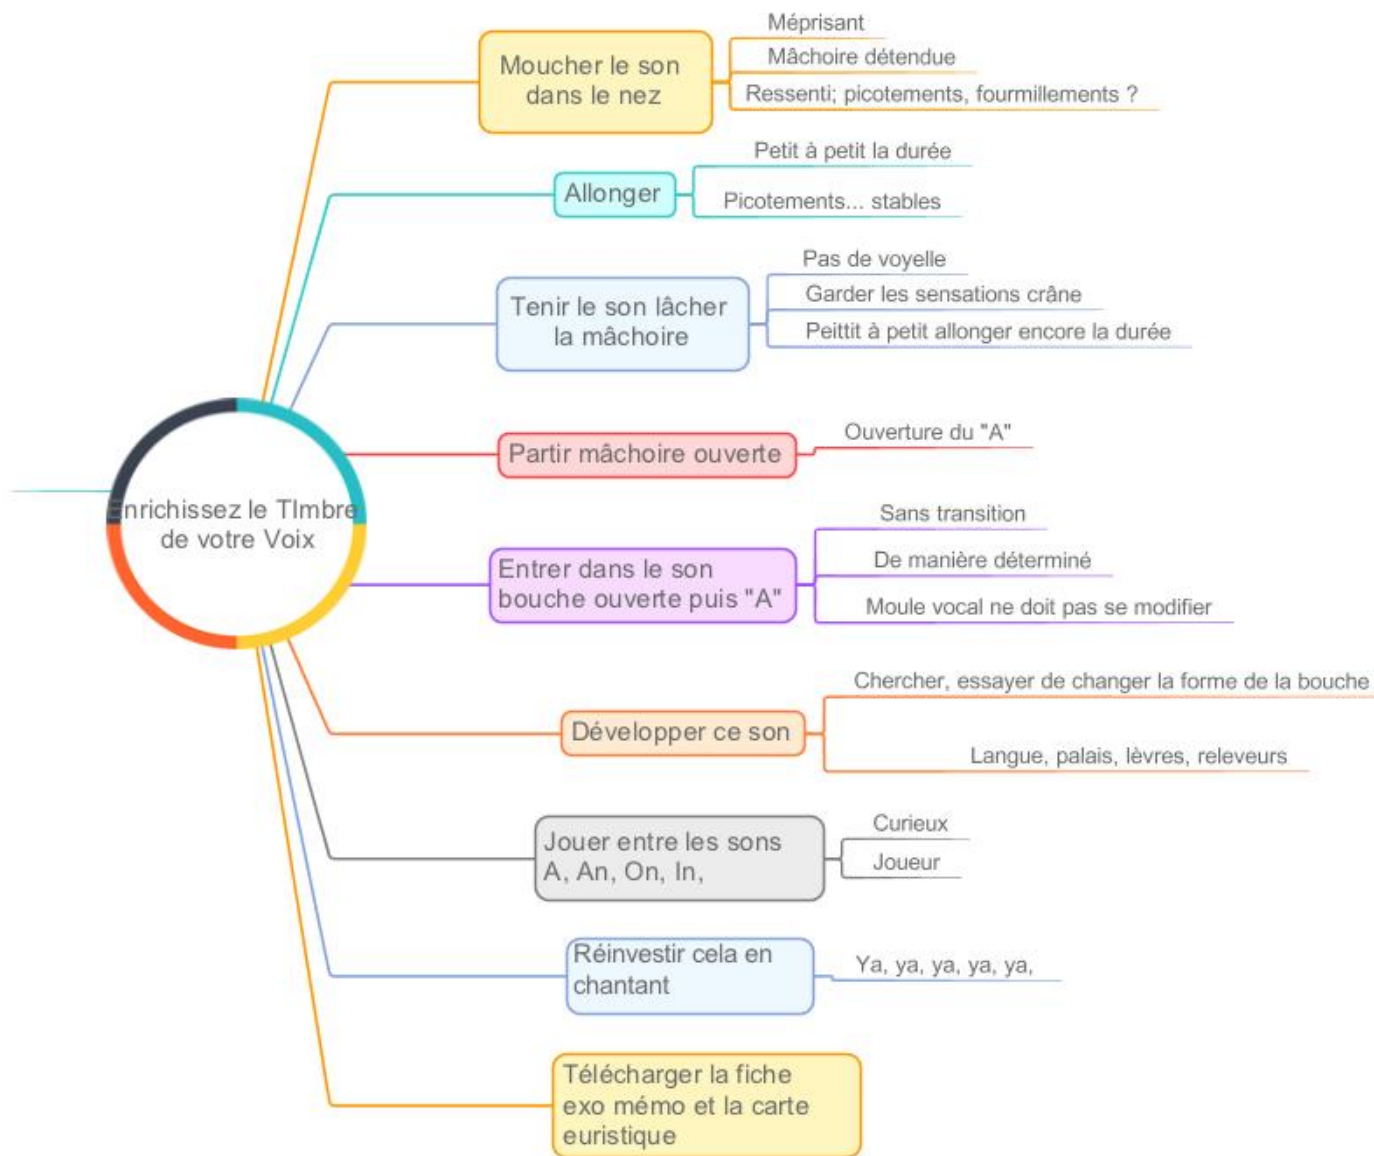 Méprisant
Moucher le son
dans le nez
Mâchoire détendue
Ressenti; picotements, fourmillements ?
Petit à petit la durée
Allonger
Picotements... stables
Pas de voyelle
Tenir le son lâcher
la mâchoire
Garder les sensations crâne
Peittit à petit allonger encore la durée
Partir mâchoire ouverte
Ouverture du "A"
Enrichissez le TImbre
de votre Voix
Sans transition
Entrer dans le son
bouche ouverte puis "A"
De manière déterminé
Moule vocal ne doit pas se modifier
Chercher, essayer de changer la forme de la bouche
Développer ce son
Langue, palais, lèvres, releveurs
Jouer entre les sons
A, An, On, In,
Curieux
Joueur
Réinvestir cela en
chantant
Ya, ya, ya, ya, ya,
Télécharger la fiche
exo mémo et la carte
euristique